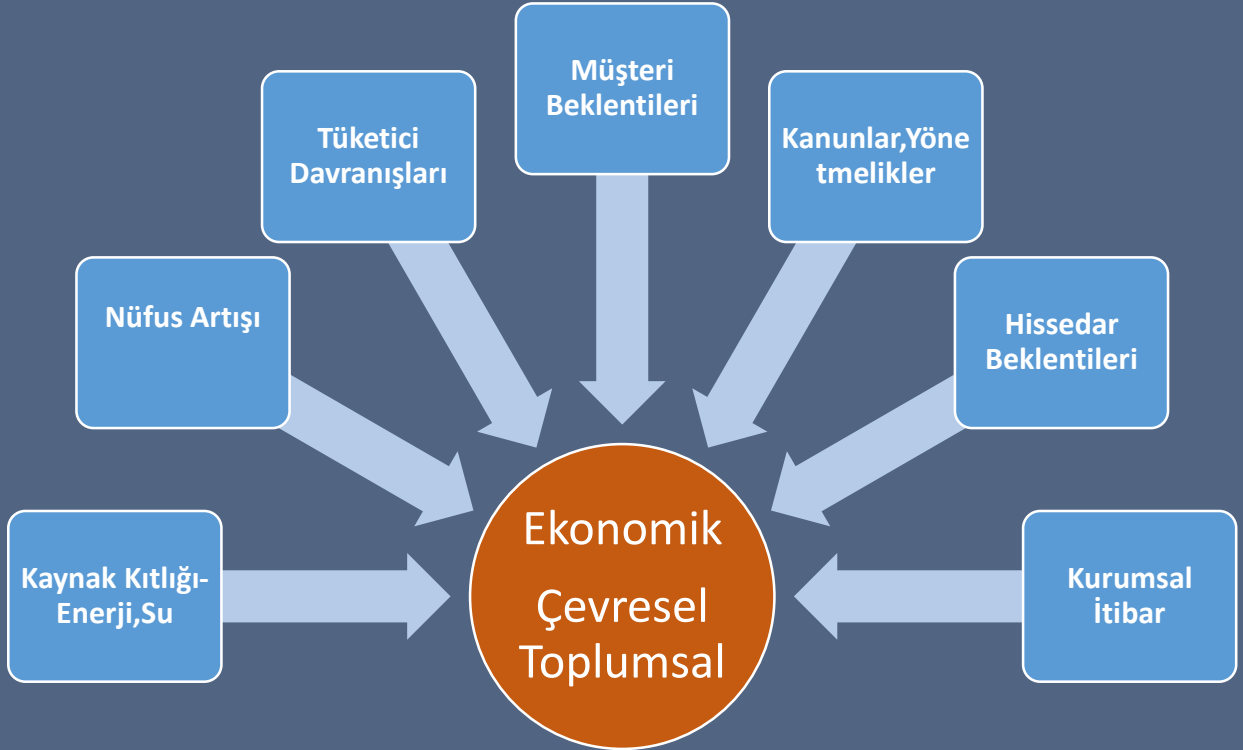 Müşteri
Beklentileri
Tüketici
Davranışları
Kanunlar,Yöne
tmelikler
Nüfus Artışı
Hissedar
Beklentileri
Kaynak Kıtlığı-
Enerji,Su
Ekonomik
Çevresel
Toplumsal
Kurumsal
İtibar